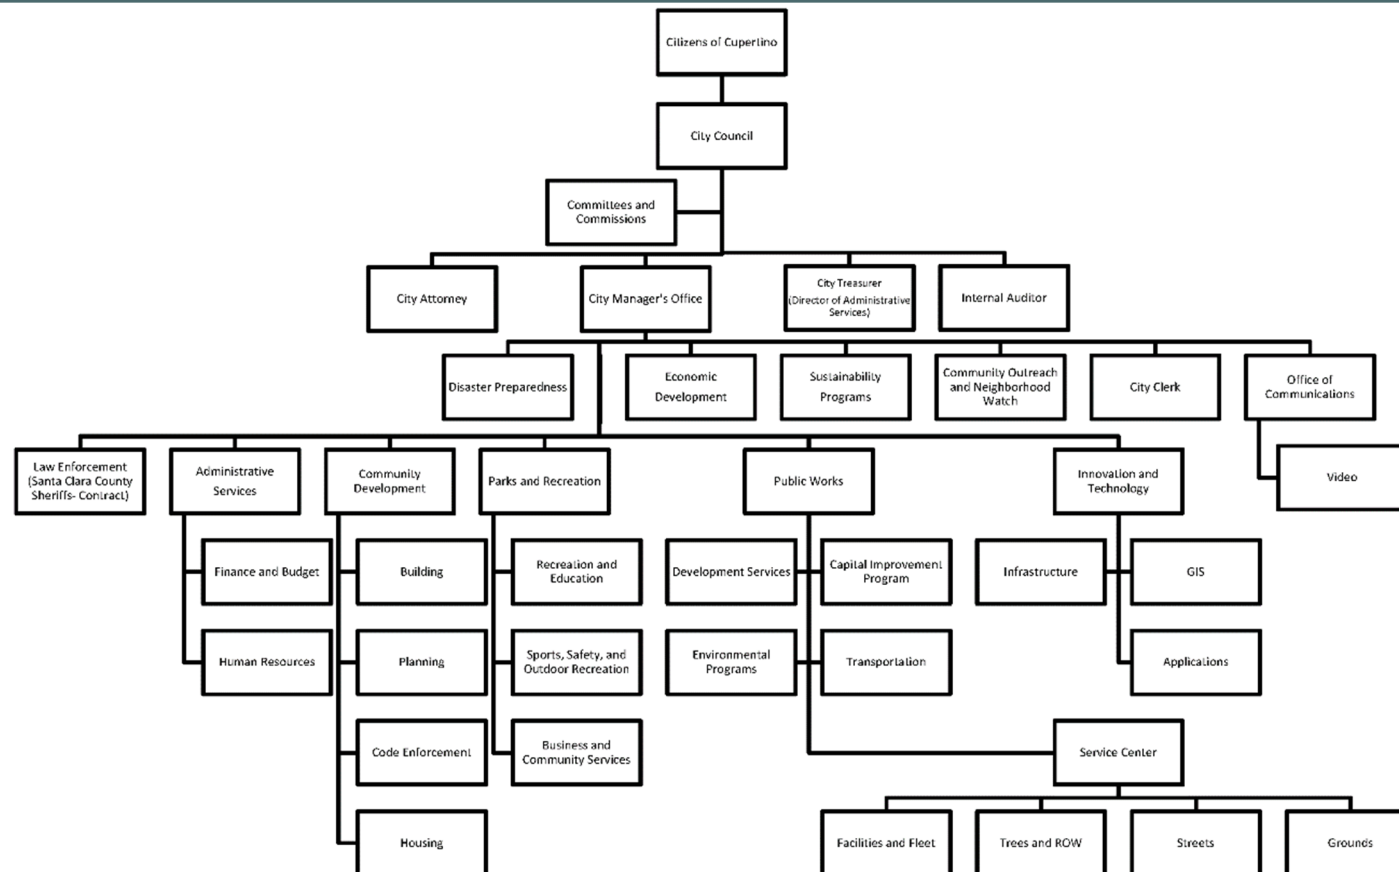 Citizens of Cupertino
City Council
Committees and
Commissions
City Attorney
City Manager's Office
City Treasurer
(Director of Administrative
Services)
Internal Auditor
Disaster Preparedness
Economic
Development
Sustainability
Programs
Community Outreach
and Neighborhood
Watch
City Clerk
Office of
Communications
Video
Law Enforcement
(Santa Clara County
Sheriffs- Contract)
Administrative
Services
Community
Development
Parks and Recreation
Public Works
Innovation and
Technology
Finance and Budget
Building
Recreation and
Education
Development Services
Capital Improvement
Program
Infrastructure
GIS
Human Resources
Planning
Sports, Safety, and
Outdoor Recreation
Environmental
Programs
Transportation
Applications
Code Enforcement
Business and
Community Services
Service Center
Housing
Facilities and Fleet
Trees and ROW
Streets
Grounds